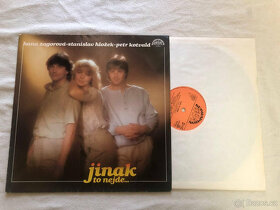 hana zagorová-stanislav hložek-petr kotvald
jinak
to nejde...